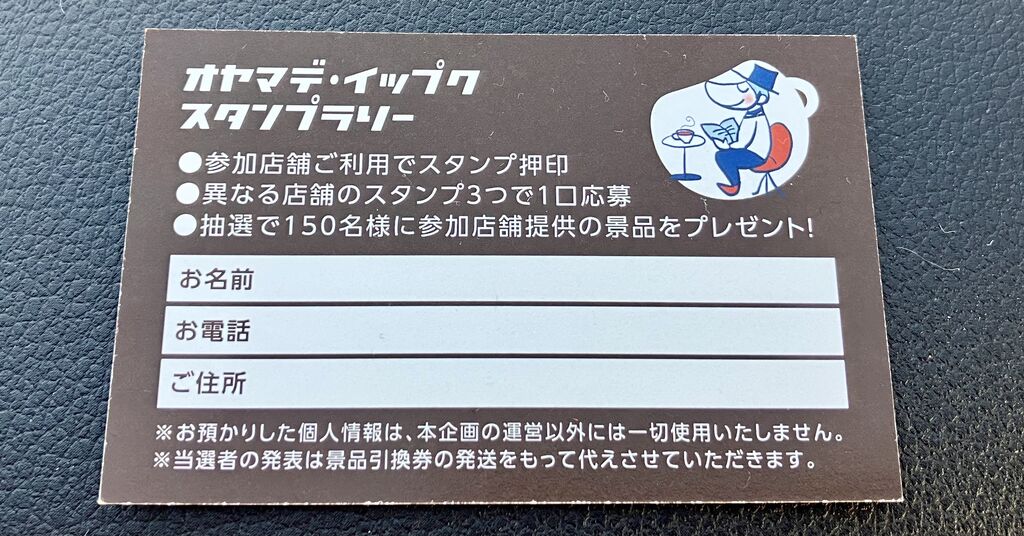 オヤマデ・イップク
スタンプラリー
●参加店舗ご利用でスタンプ押印
●異なる店舗のスタンプ3つで1口応募
●抽選で150名様に参加店舗提供の景品をプレゼント!
お名前
お電話
ご住所
※お預かりした個人情報は、本企画の運営以外には一切使用いたしません。
※当選者の発表は景品引換券の発送をもって代えさせていただきます。